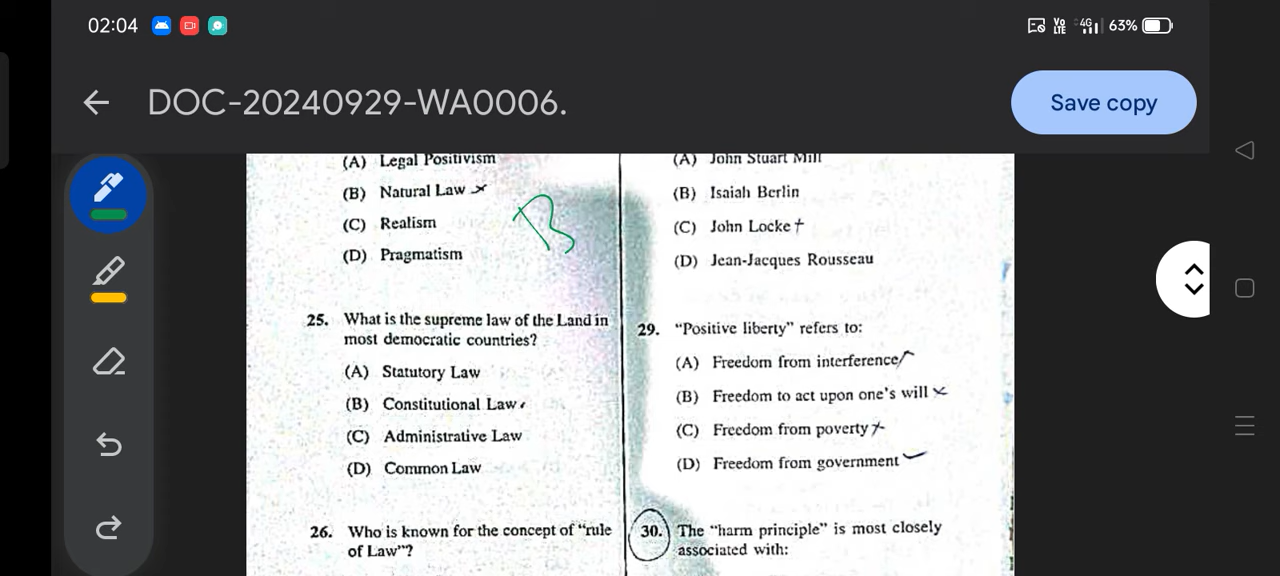 02:04
Vo LTE 4G 63%
DOC-20240929-WA0006.
Save copy
(A) Legal Positivism
(B) Natural Law
(C) Realism
(D) Pragmatism
B
25. What is the supreme law of the Land in
most democratic countries?
(A) Statutory Law
(B) Constitutional Law
(C) Administrative Law
(D) Common Law
26. Who is known for the concept of “rule
of Law”?
(A) John Stuart Mill
(B) Isaiah Berlin
(C) John Locke
(D) Jean-Jacques Rousseau
29. “Positive liberty” refers to:
(A) Freedom from interference
(B) Freedom to act upon one’s will
(C) Freedom from poverty
(D) Freedom from government
30. The “harm principle” is most closely
associated with: